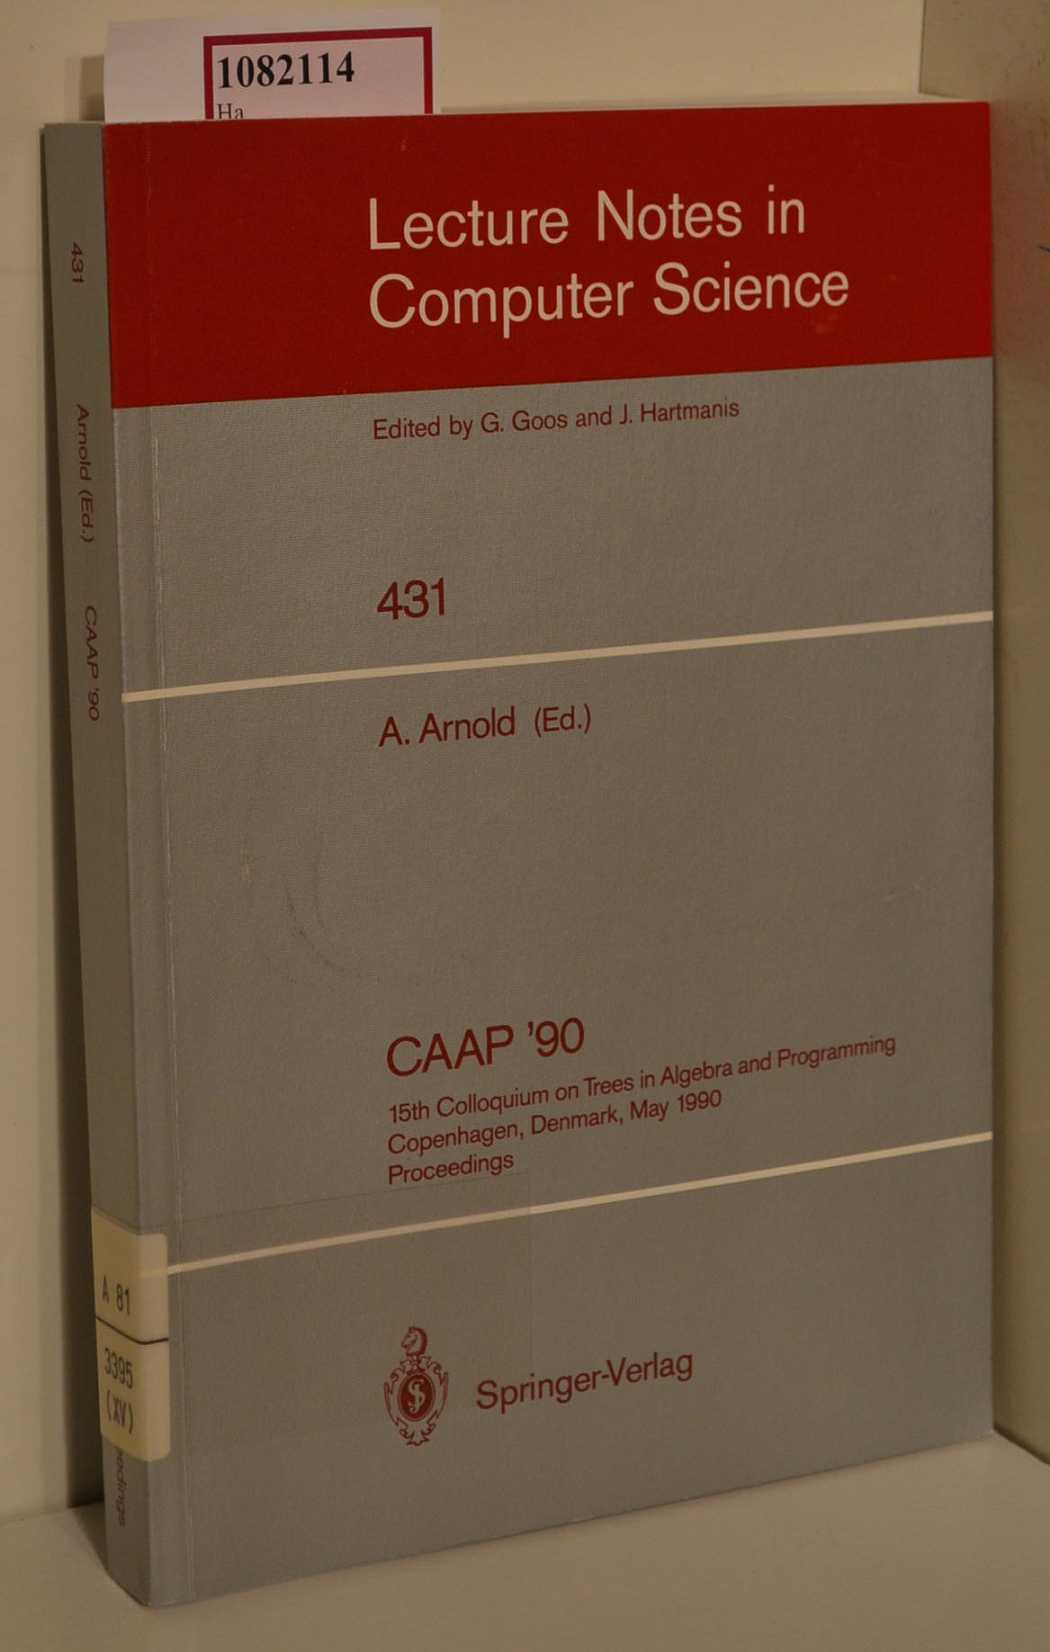 1082114
Ha
Lecture Notes in
Computer Science
Edited by G. Goos and J. Hartmanis
431
A. Arnold (Ed.)
CAAP '90
15th Colloquium on Trees in Algebra and Programming
Copenhagen, Denmark, May 1990
Proceedings
Springer-Verlag
431
Arnold (Ed.)
CAAP '90
A 81
3395
(XV)
edings